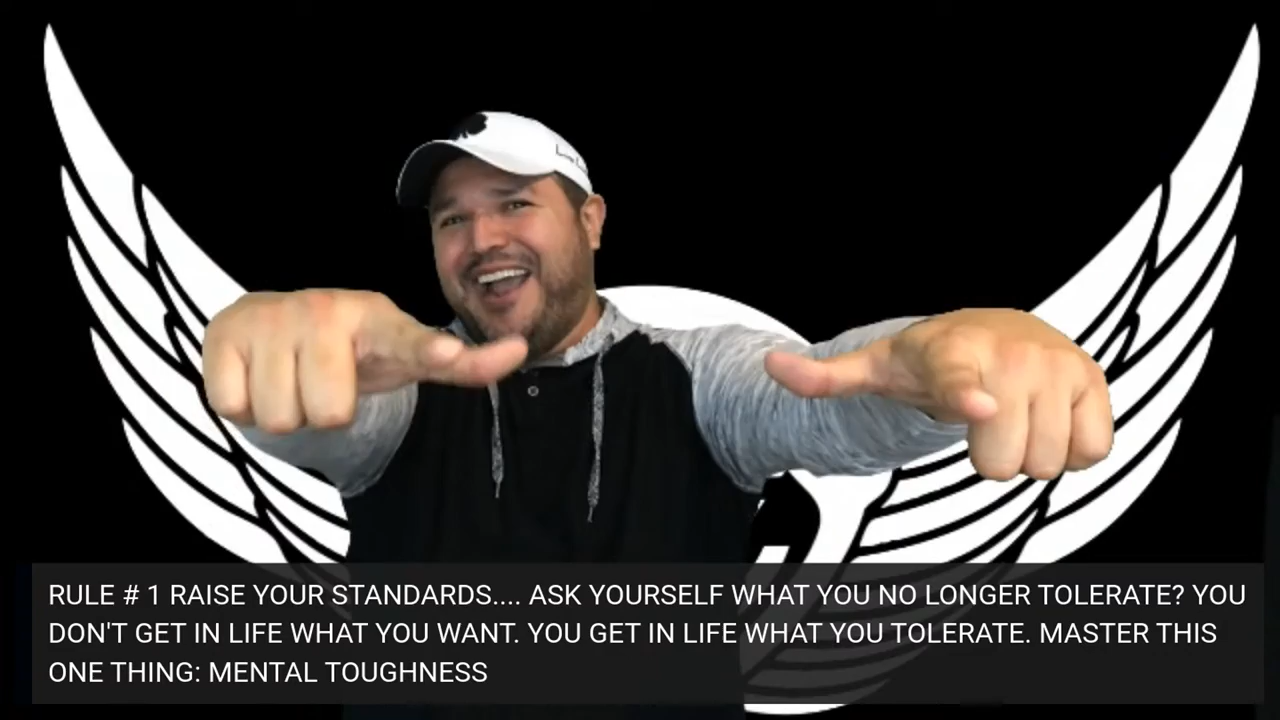 RULE # 1 RAISE YOUR STANDARDS.... ASK YOURSELF WHAT YOU NO LONGER TOLERATE? YOU
DON'T GET IN LIFE WHAT YOU WANT. YOU GET IN LIFE WHAT YOU TOLERATE. MASTER THIS
ONE THING: MENTAL TOUGHNESS